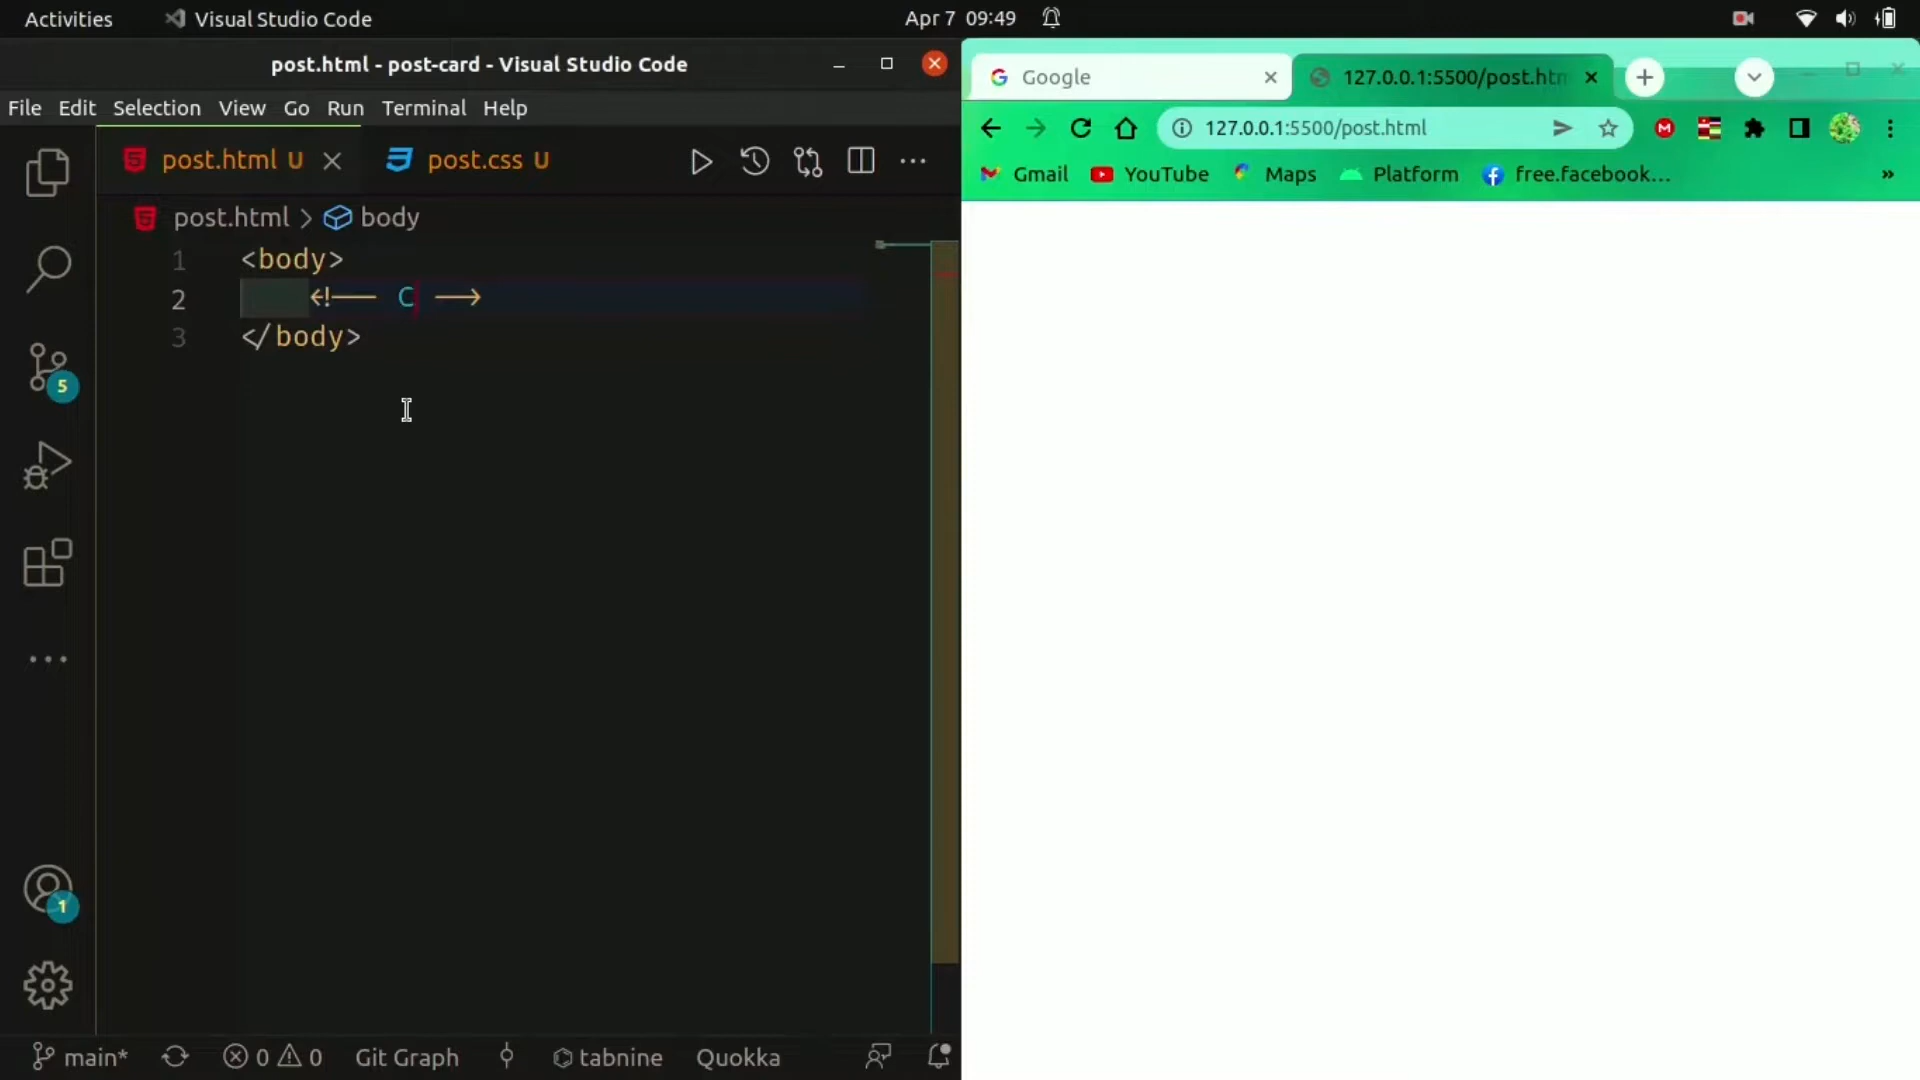 Activities Visual Studio Code Apr 7 09:49
post.html - post-card - Visual Studio Code
File Edit Selection View Go Run Terminal Help
post.html U post.css U
post.html > body
1 <body>
2 <!-- C -->
3 </body>
5
1
main* 0 0 Git Graph tabnine Quokka
Google 127.0.0.1:5500/post.htm
127.0.0.1:5500/post.html
Gmail YouTube Maps Platform free.facebook... »